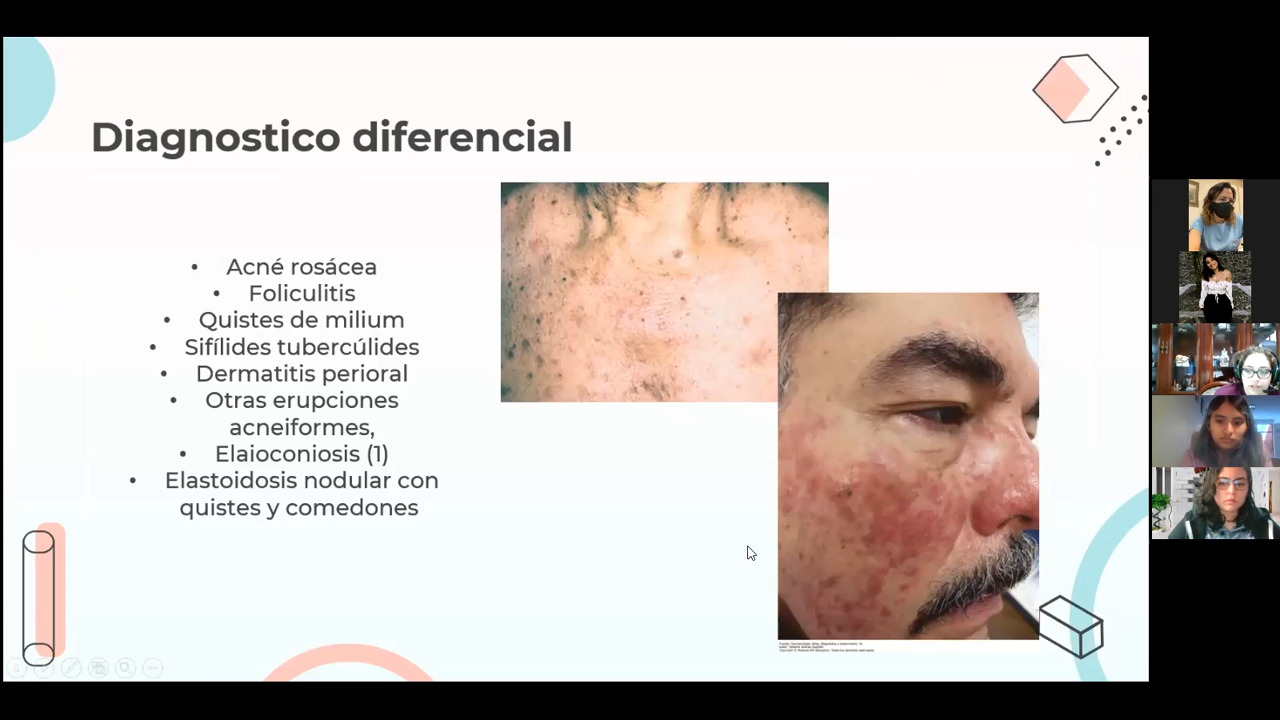 Diagnostico diferencial
• Acné rosácea
• Foliculitis
• Quistes de milium
• Sifílides tubercúlides
• Dermatitis perioral
• Otras erupciones
acneiformes,
• Elaioconiosis (1)
• Elastoidosis nodular con
quistes y comedones